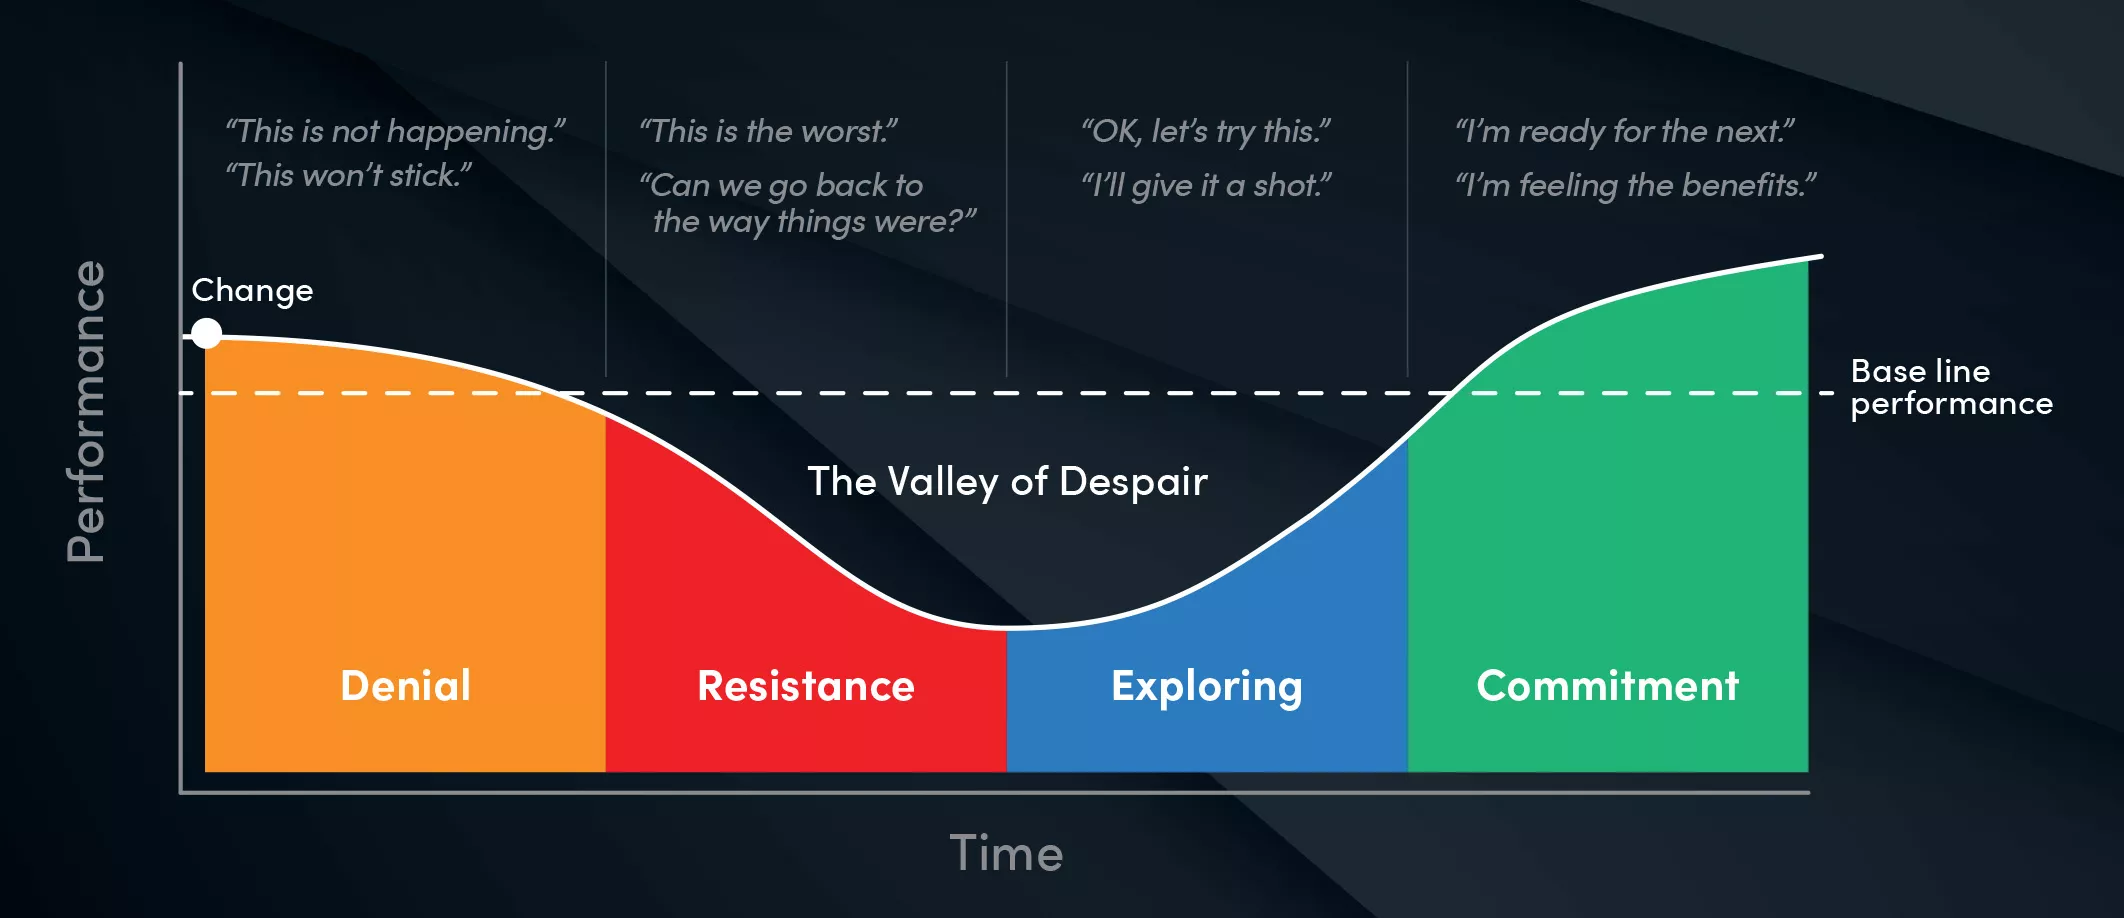 “This is not happening.”
“This won’t stick.”
“This is the worst.”
“Can we go back to
the way things were?”
“OK, let’s try this.”
“I’ll give it a shot.”
“I’m ready for the next.”
“I’m feeling the benefits.”
Change
Performance
Base line
performance
The Valley of Despair
Denial
Resistance
Exploring
Commitment
Time